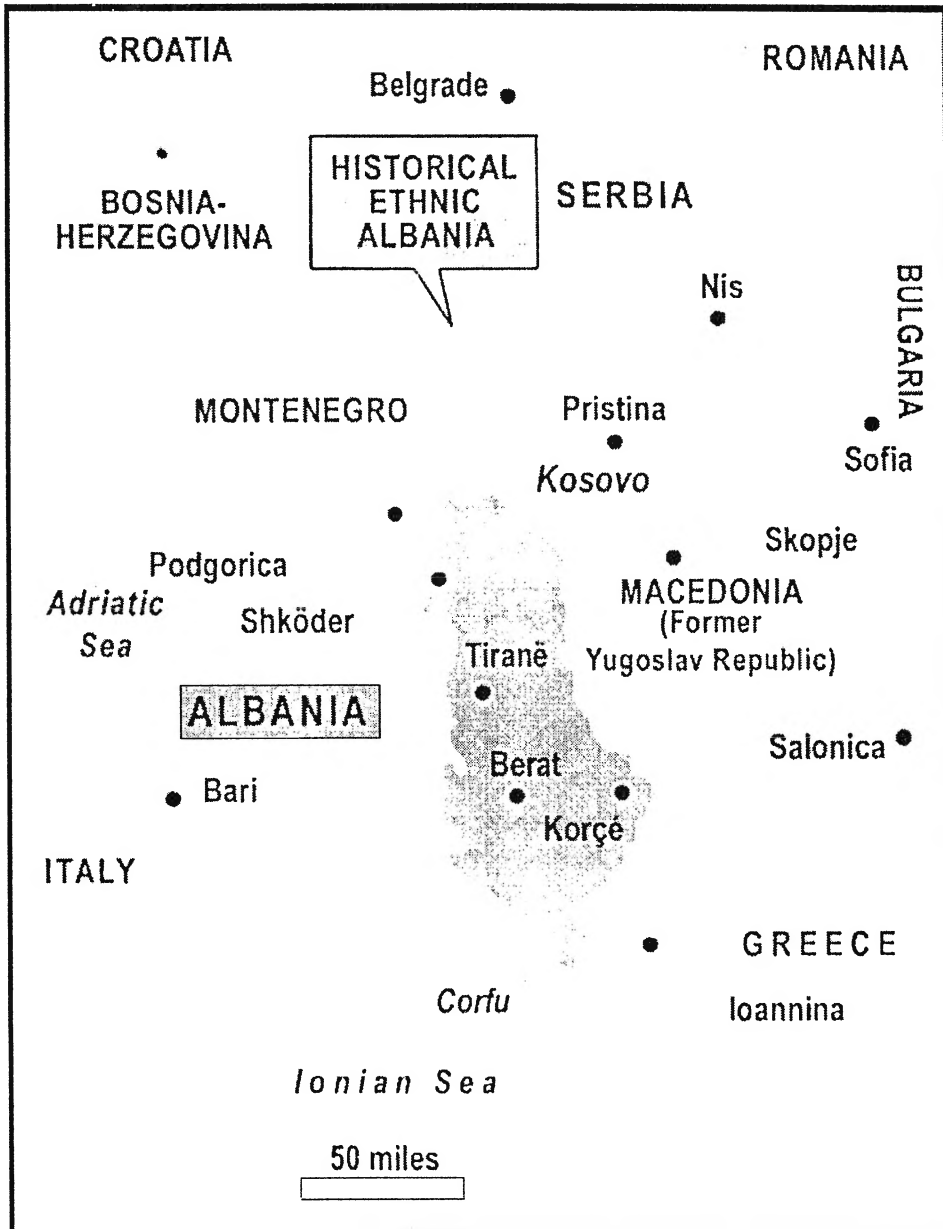 CROATIA
ROMANIA
Belgrade
HISTORICAL
ETHNIC
ALBANIA
SERBIA
BOSNIA-
HERZEGOVINA
BULGARIA
Nis
MONTENEGRO
Pristina
Sofia
Kosovo
Skopje
Podgorica
MACEDONIA
(Former
Yugoslav Republic)
Adriatic
Sea
Shköder
Tiranë
ALBANIA
Salonica
Berat
Bari
Korçé
ITALY
GREECE
Corfu
Ioannina
Ionian Sea
50 miles